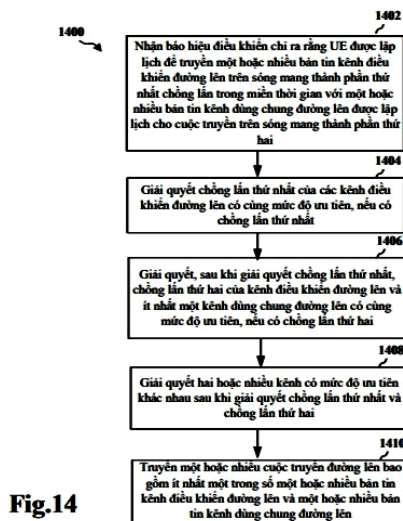 1400
1402
Nhận báo hiệu điều khiển chỉ ra rằng UE được lập
lịch để truyền một hoặc nhiều bản tin kênh điều
khiển đường lên trên sóng mang thành phần thứ
nhất chồng lấn trong miền thời gian với một hoặc
nhiều bản tin kênh dùng chung đường lên được lập
lịch cho cuộc truyền trên sóng mang thành phần thứ
hai
1404
Giải quyết chồng lấn thứ nhất của các kênh điều
khiển đường lên có cùng mức độ ưu tiên, nếu có
chồng lấn thứ nhất
1406
Giải quyết, sau khi giải quyết chồng lấn thứ nhất,
chồng lấn thứ hai của kênh điều khiển đường lên và
ít nhất một kênh dùng chung đường lên có cùng
mức độ ưu tiên, nếu có chồng lấn thứ hai
1408
Giải quyết hai hoặc nhiều kênh có mức độ ưu tiên
khác nhau sau khi giải quyết chồng lấn thứ nhất và
chồng lấn thứ hai
1410
Truyền một hoặc nhiều cuộc truyền đường lên bao
gồm ít nhất một trong số một hoặc nhiều bản tin
kênh điều khiển đường lên và một hoặc nhiều bản
tin kênh dùng chung đường lên
Fig.14